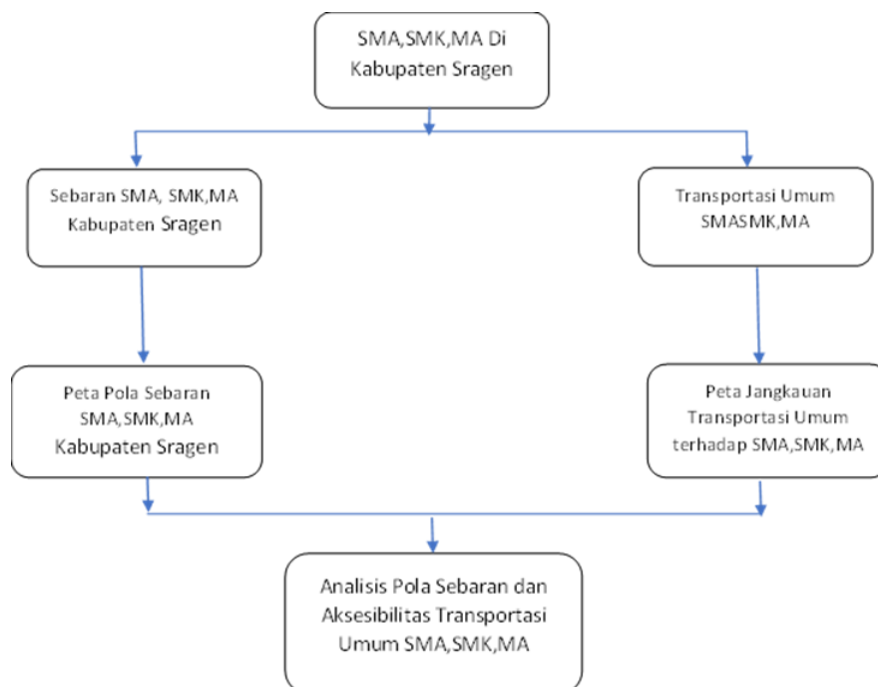 SMA,SMK,MA Di
Kabupaten Sragen
Sebaran SMA, SMK,MA
Kabupaten Sragen
Transportasi Umum
SMASMK,MA
Peta Pola Sebaran
SMA,SMK,MA
Kabupaten Sragen
Peta Jangkauan
Transportasi Umum
terhadap SMA,SMK,MA
Analisis Pola Sebaran dan
Aksesibilitas Transportasi
Umum SMA,SMK,MA